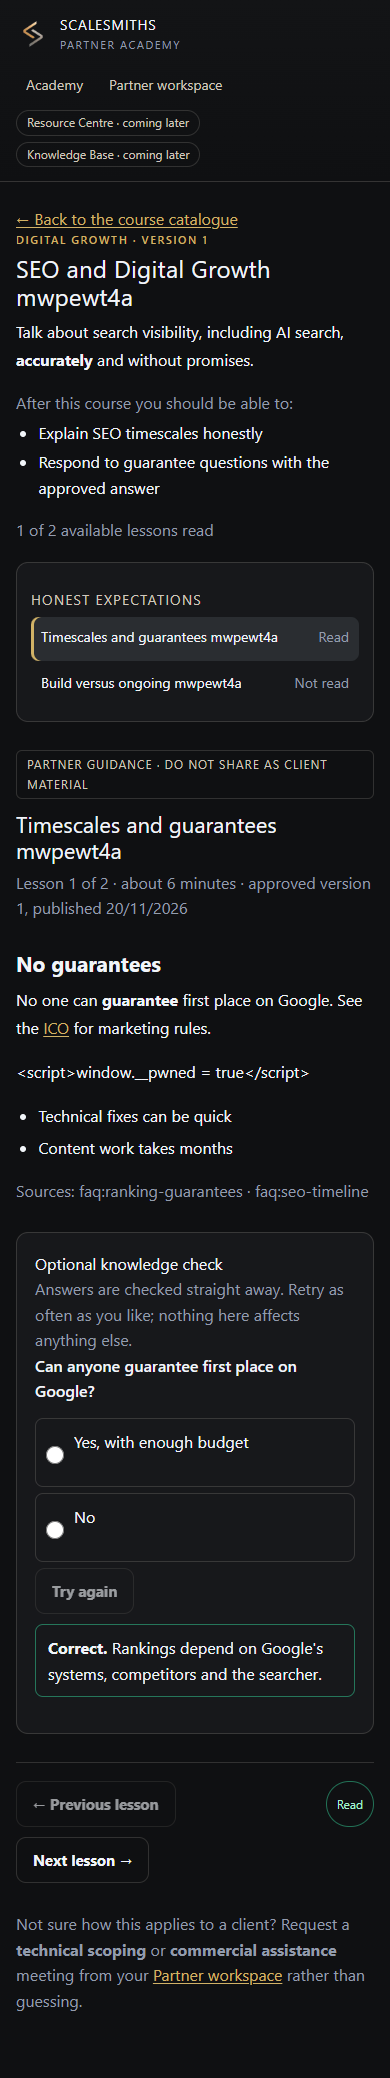 SCALESMITHS
PARTNER ACADEMY
Academy
Partner workspace
Resource Centre · coming later
Knowledge Base · coming later
← Back to the course catalogue
DIGITAL GROWTH · VERSION 1
SEO and Digital Growth
mwpewt4a
Talk about search visibility, including AI search,
accurately and without promises.
After this course you should be able to:
• Explain SEO timescales honestly
• Respond to guarantee questions with the
approved answer
1 of 2 available lessons read
HONEST EXPECTATIONS
Timescales and guarantees mwpewt4a Read
Build versus ongoing mwpewt4a Not read
PARTNER GUIDANCE · DO NOT SHARE AS CLIENT
MATERIAL
Timescales and guarantees
mwpewt4a
Lesson 1 of 2 · about 6 minutes · approved version
1, published 20/11/2026
No guarantees
No one can guarantee first place on Google. See
the ICO for marketing rules.
<script>window.__pwned = true</script>
• Technical fixes can be quick
• Content work takes months
Sources: faq:ranking-guarantees · faq:seo-timeline
Optional knowledge check
Answers are checked straight away. Retry as
often as you like; nothing here affects
anything else.
Can anyone guarantee first place on
Google?
Yes, with enough budget
No
Try again
Correct. Rankings depend on Google's
systems, competitors and the searcher.
← Previous lesson
Read
Next lesson →
Not sure how this applies to a client? Request a
technical scoping or commercial assistance
meeting from your Partner workspace rather than
guessing.